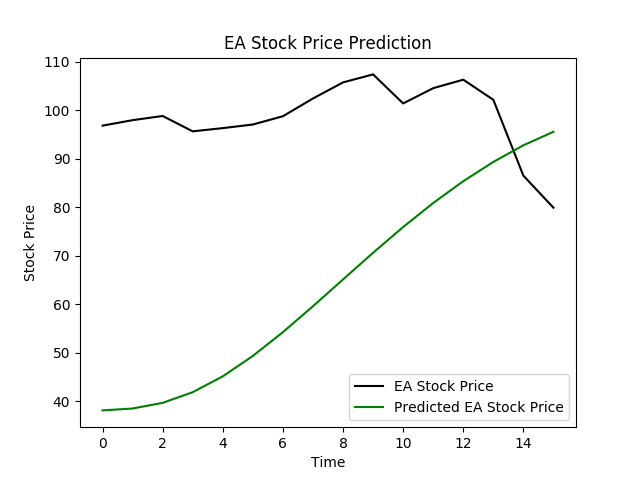 EA Stock Price Prediction
110
100
90
80
70
60
50
40
Stock Price
0 2 4 6 8 10 12 14
Time
EA Stock Price
Predicted EA Stock Price